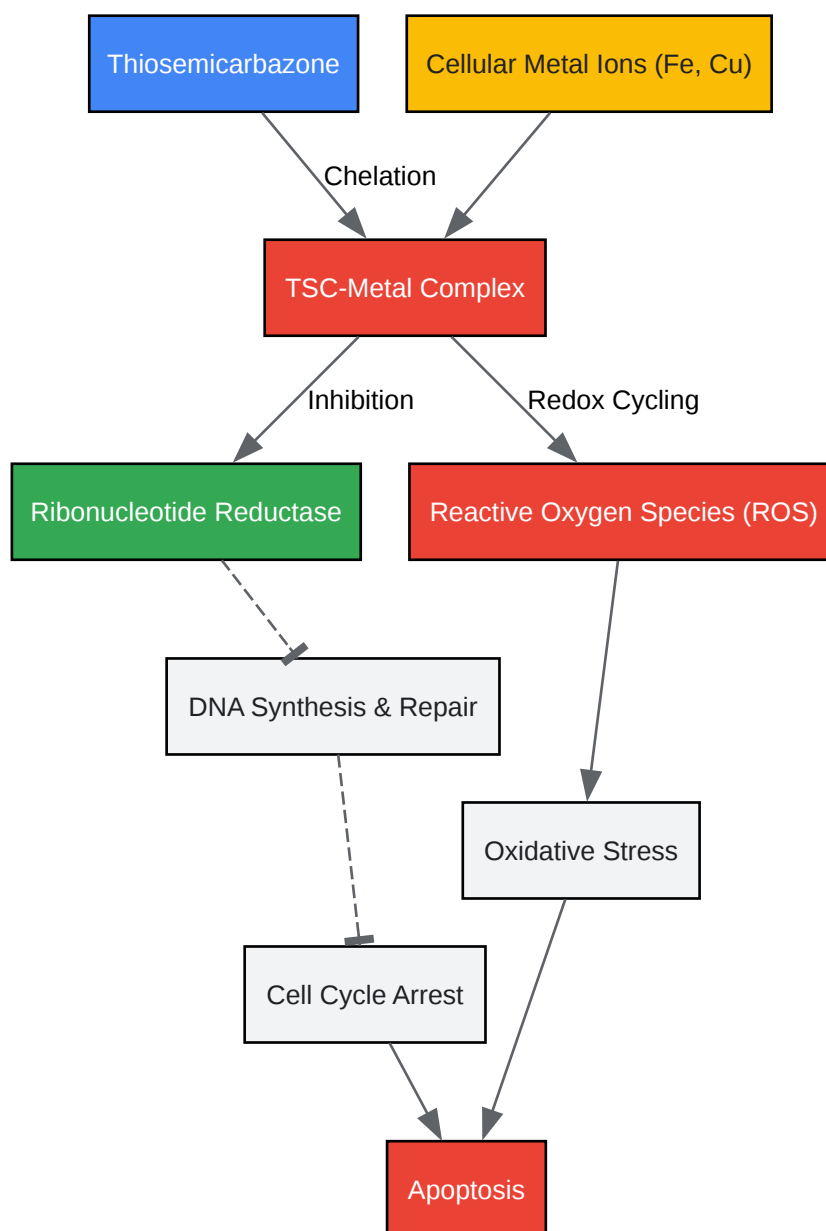 Thiosemicarbazone
Cellular Metal Ions (Fe, Cu)
Chelation
TSC-Metal Complex
Inhibition
Redox Cycling
Ribonucleotide Reductase
Reactive Oxygen Species (ROS)
DNA Synthesis & Repair
Oxidative Stress
Cell Cycle Arrest
Apoptosis